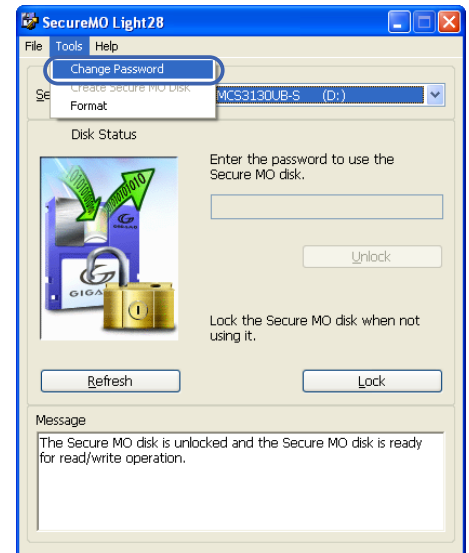 SecureMO Light28
File Tools Help
Change Password
Create Secure MO Disk
Se
MCS3130UB-S (D:)
Format
Disk Status
Enter the password to use the
Secure MO disk.
Unlock
GIGAMO
Lock the Secure MO disk when not
using it.
Refresh
Lock
Message
The Secure MO disk is unlocked and the Secure MO disk is ready
for read/write operation.